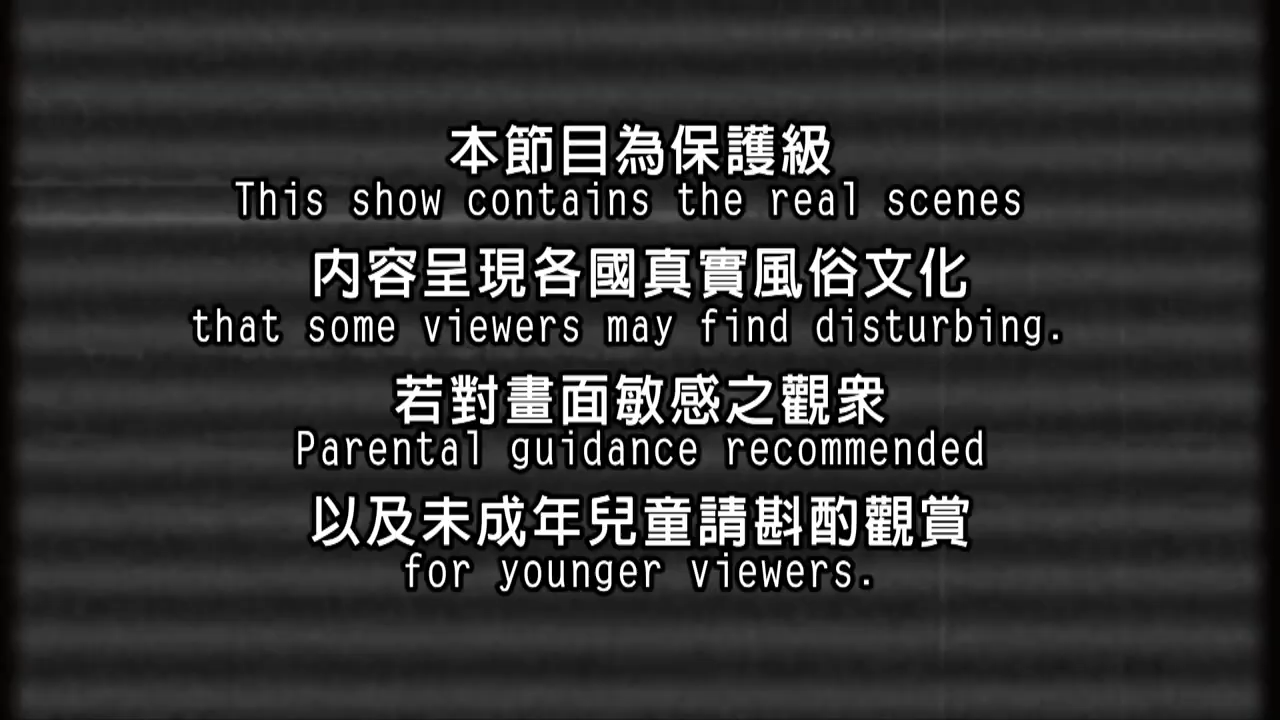 本節目為保護級
This show contains the real scenes
内容呈現各國真實風俗文化
that some viewers may find disturbing.
若對畫面敏感之觀眾
Parental guidance recommended
以及未成年兒童請斟酌觀賞
for younger viewers.